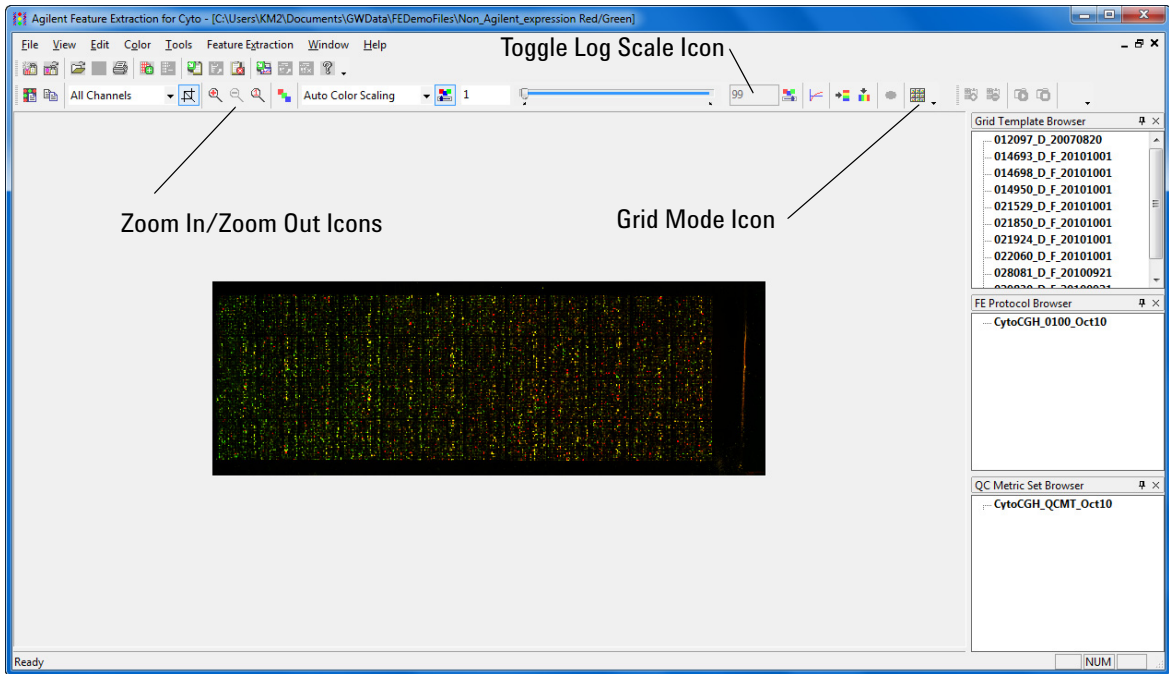 Agilent Feature Extraction for Cyto - [C:\Users\KM2\Documents\GWData\FEDemoFiles\Non_Agilent_expression Red/Green]
File View Edit Color Tools Feature Extraction Window Help
Toggle Log Scale Icon
All Channels
Auto Color Scaling
1
99
Zoom In/Zoom Out Icons
Grid Mode Icon
Grid Template Browser
012097_D_20070820
014693_D_F_20101001
014698_D_F_20101001
014950_D_F_20101001
021529_D_F_20101001
021850_D_F_20101001
021924_D_F_20101001
022060_D_F_20101001
028081_D_F_20100921
FE Protocol Browser
CytoCGH_0100_Oct10
QC Metric Set Browser
CytoCGH_QCMT_Oct10
Ready
NUM